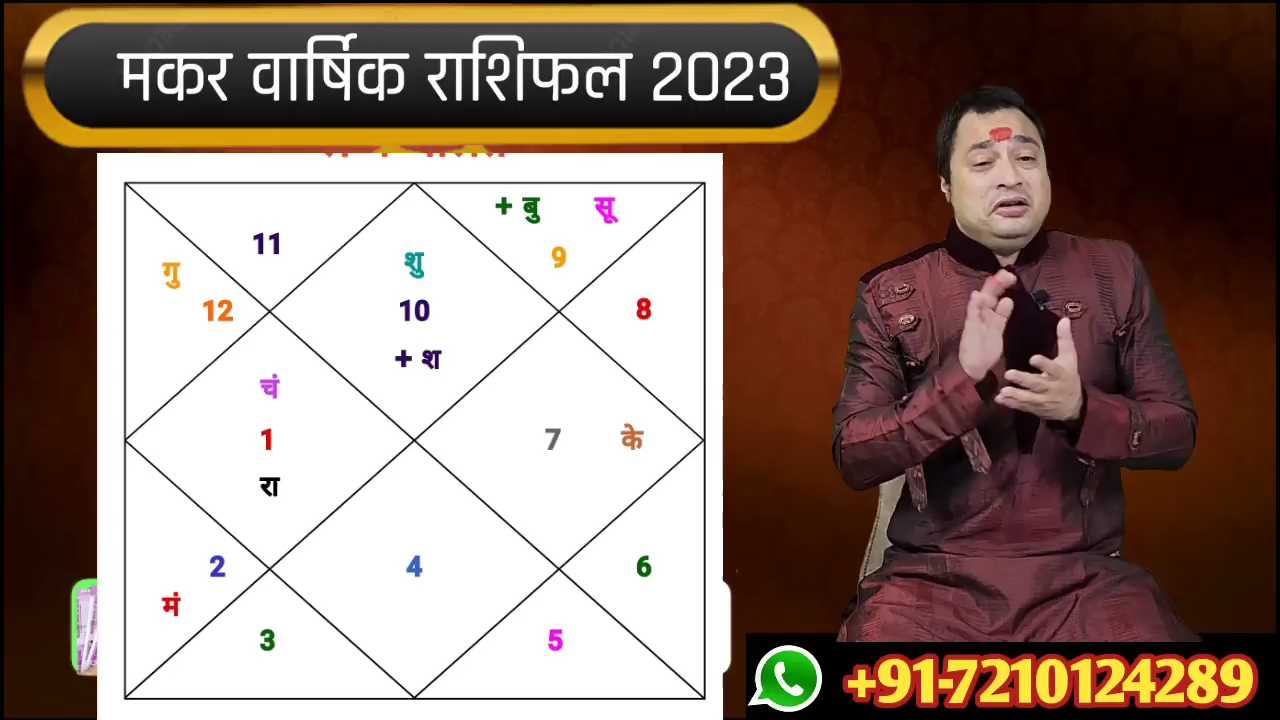 मकर वार्षिक राशिफल 2023
+ बु सू
11 9
गु शु
12 10 8
+ श
चं
1 7 के
रा
2 4 6
मं
3 5
+91-7210124289